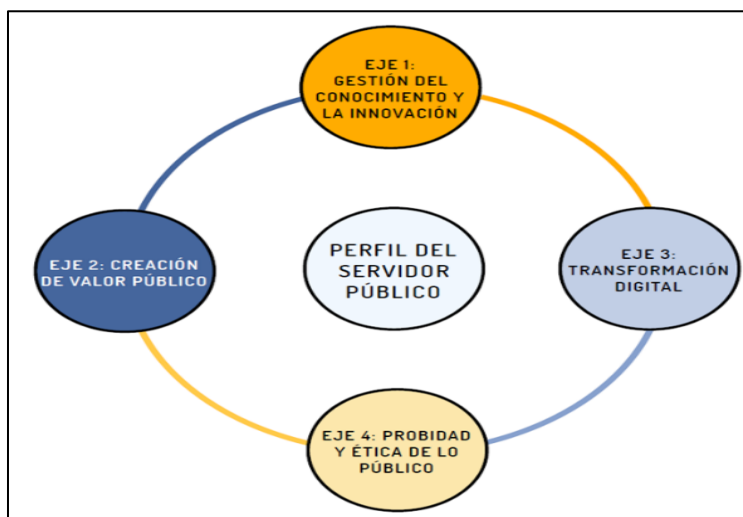 EJE 1:
GESTIÓN DEL
CONOCIMIENTO Y
LA INNOVACIÓN
EJE 2: CREACIÓN
DE VALOR PÚBLICO
PERFIL DEL
SERVIDOR
PÚBLICO
EJE 3:
TRANSFORMACIÓN
DIGITAL
EJE 4: PROBIDAD
Y ÉTICA DE LO
PÚBLICO